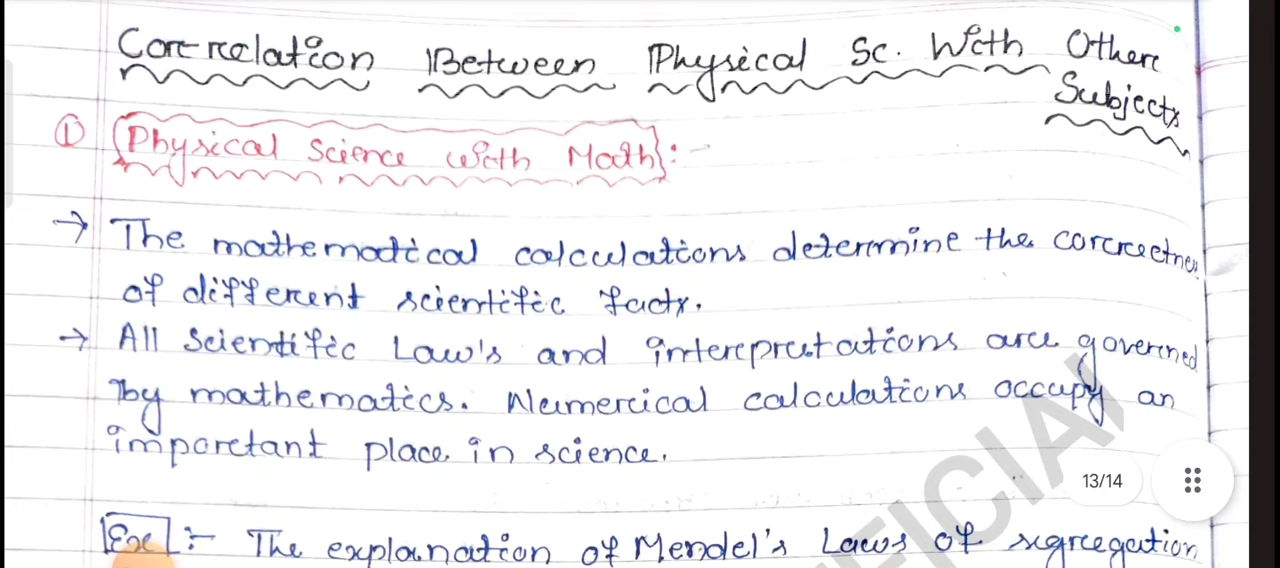 Correlation Between Physical Sc. With Other
Subjects
① Physical Science with Math :-
→ The mathematical calculations determine the correctnes
of different scientific facts.
→ All Scientific Law's and interpretations are governed
by mathematics. Numerical calculations occupy an
important place in science.
13/14
Ex :- The explanation of Mendel's Laws of segregation